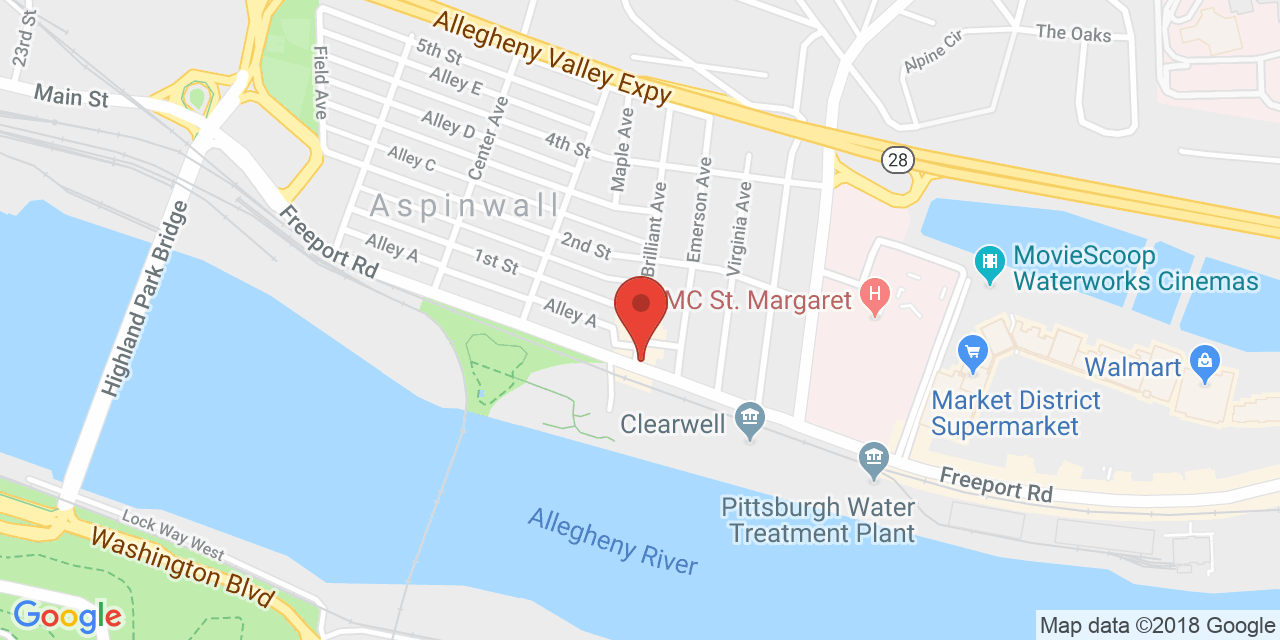 23rd St
Main St
Field Ave
Allegheny Valley Expy
5th St
Alley E
Alley D
Alley C
Center Ave
4th St
Maple Ave
Alpine Cir
The Oaks
28
Aspinwall
Brilliant Ave
Emerson Ave
Virginia Ave
2nd St
1st St
Alley A
Alley A
Freeport Rd
Highland Park Bridge
MC St. Margaret
H
MovieScoop
Waterworks Cinemas
Walmart
Market District
Supermarket
Clearwell
Freeport Rd
Pittsburgh Water
Treatment Plant
Allegheny River
Lock Way West
Washington Blvd
Google
Map data ©2018 Google